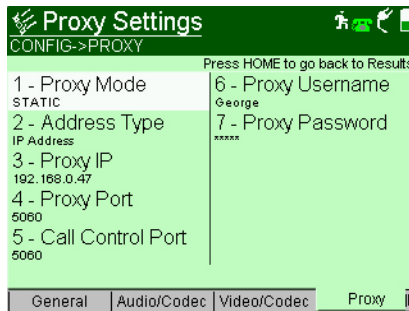 Proxy Settings
CONFIG->PROXY
Press HOME to go back to Results
1 - Proxy Mode
STATIC
2 - Address Type
IP Address
3 - Proxy IP
192.168.0.47
4 - Proxy Port
5060
5 - Call Control Port
5060
6 - Proxy Username
George
7 - Proxy Password
*****
General
Audio/Codec
Video/Codec
Proxy